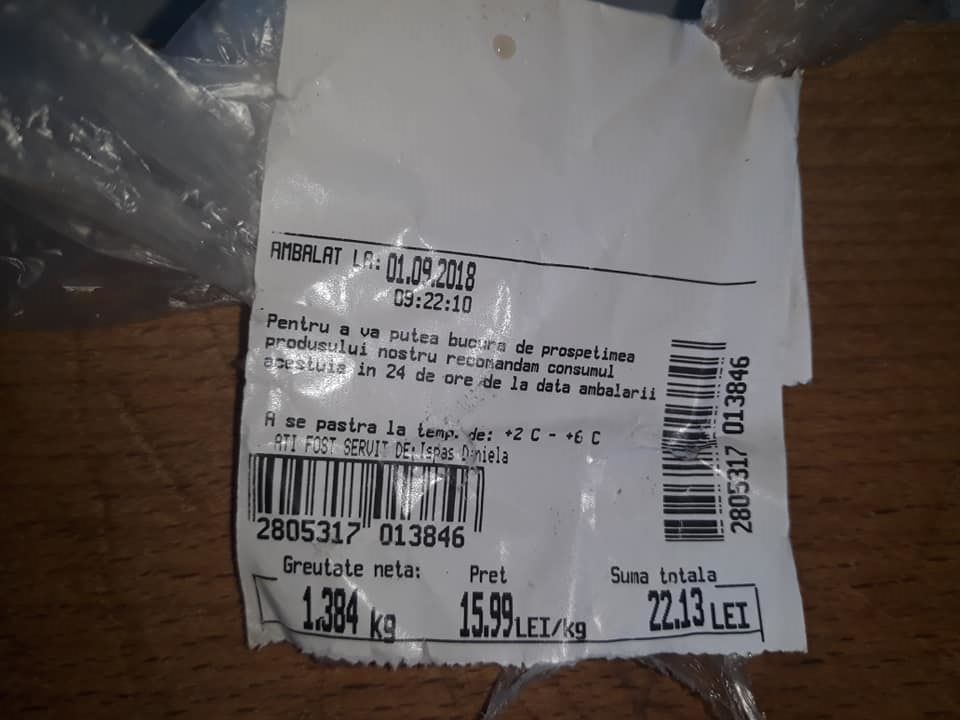 AMBALAT LA: 01.09.2018
09:22:10
Pentru a va putea bucura de prospetimea
produsului nostru recomandam consumul
acestuia in 24 de ore de la data ambalarii
A se pastra la temp. de: +2 C - +6 C
ATI FOST SERVIT DE: Ispas Daniela
2805317 013846
2805317 013846
Greutate neta: Pret Suma totala
1.384 kg 15.99 LEI/kg 22.13 LEI